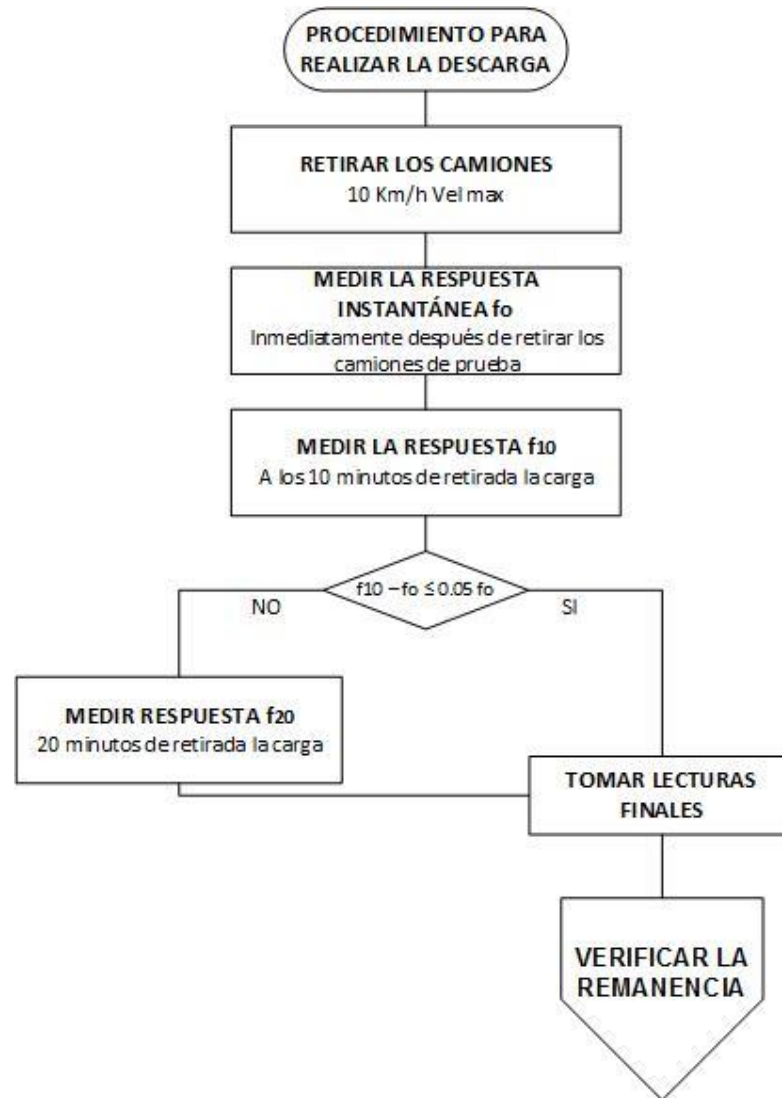 PROCEDIMIENTO PARA
REALIZAR LA DESCARGA
RETIRAR LOS CAMIONES
10 Km/h Vel max
MEDIR LA RESPUESTA
INSTANTÁNEA fo
Inmediatamente después de retirar los
camiones de prueba
MEDIR LA RESPUESTA f10
A los 10 minutos de retirada la carga
f10 – fo ≤ 0.05 fo
NO
SI
MEDIR RESPUESTA f20
20 minutos de retirada la carga
TOMAR LECTURAS
FINALES
VERIFICAR LA
REMANENCIA